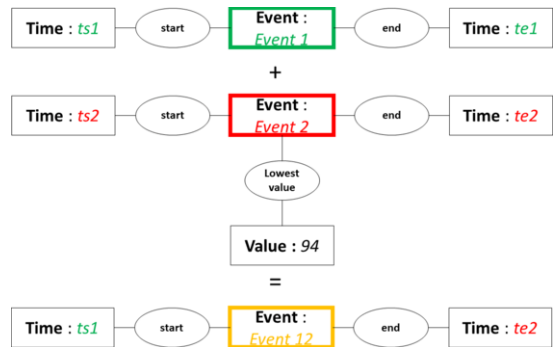 Time : ts1 start Event : Event 1 end Time : te1
+
Time : ts2 start Event : Event 2 end Time : te2
Lowest
value
Value : 94
=
Time : ts1 start Event : Event 12 end Time : te2